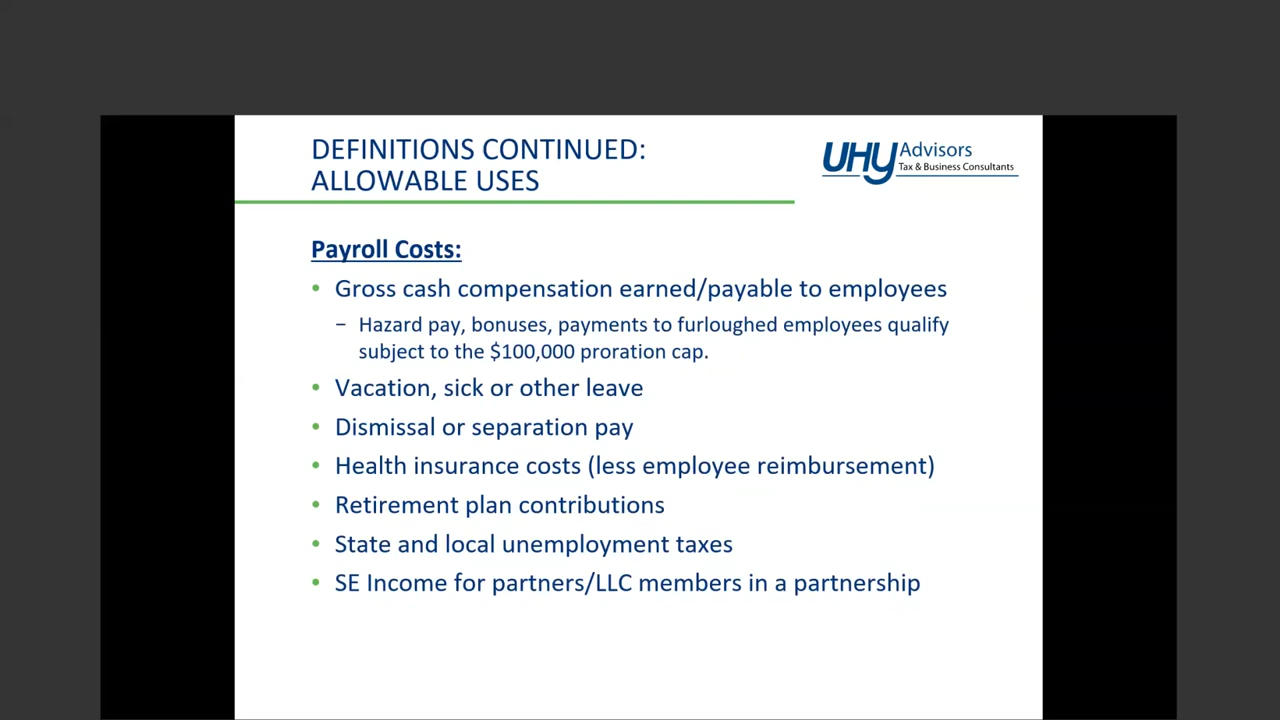 DEFINITIONS CONTINUED:
ALLOWABLE USES
UHY Advisors
Tax & Business Consultants
Payroll Costs:
• Gross cash compensation earned/payable to employees
− Hazard pay, bonuses, payments to furloughed employees qualify
subject to the $100,000 proration cap.
• Vacation, sick or other leave
• Dismissal or separation pay
• Health insurance costs (less employee reimbursement)
• Retirement plan contributions
• State and local unemployment taxes
• SE Income for partners/LLC members in a partnership